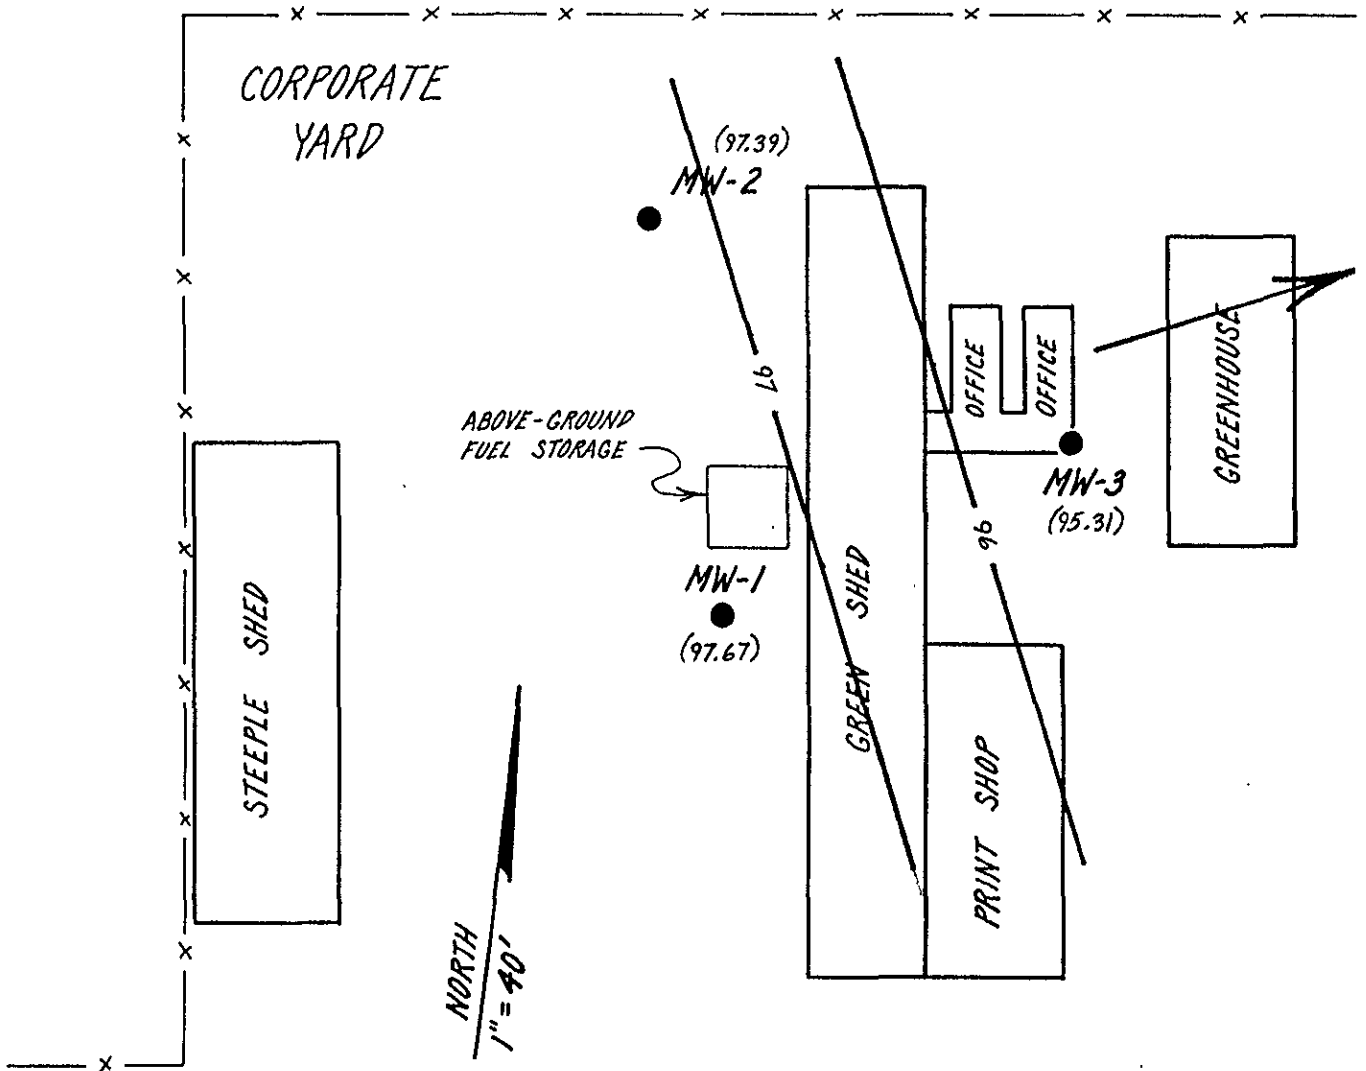 CORPORATE
YARD
(97.39)
MW-2
97
OFFICE
OFFICE
GREENHOUSE
ABOVE-GROUND
FUEL STORAGE
MW-3
(95.31)
96
MW-1
(97.67)
STEEPLE SHED
GREEN SHED
PRINT SHOP
NORTH
1" = 40'